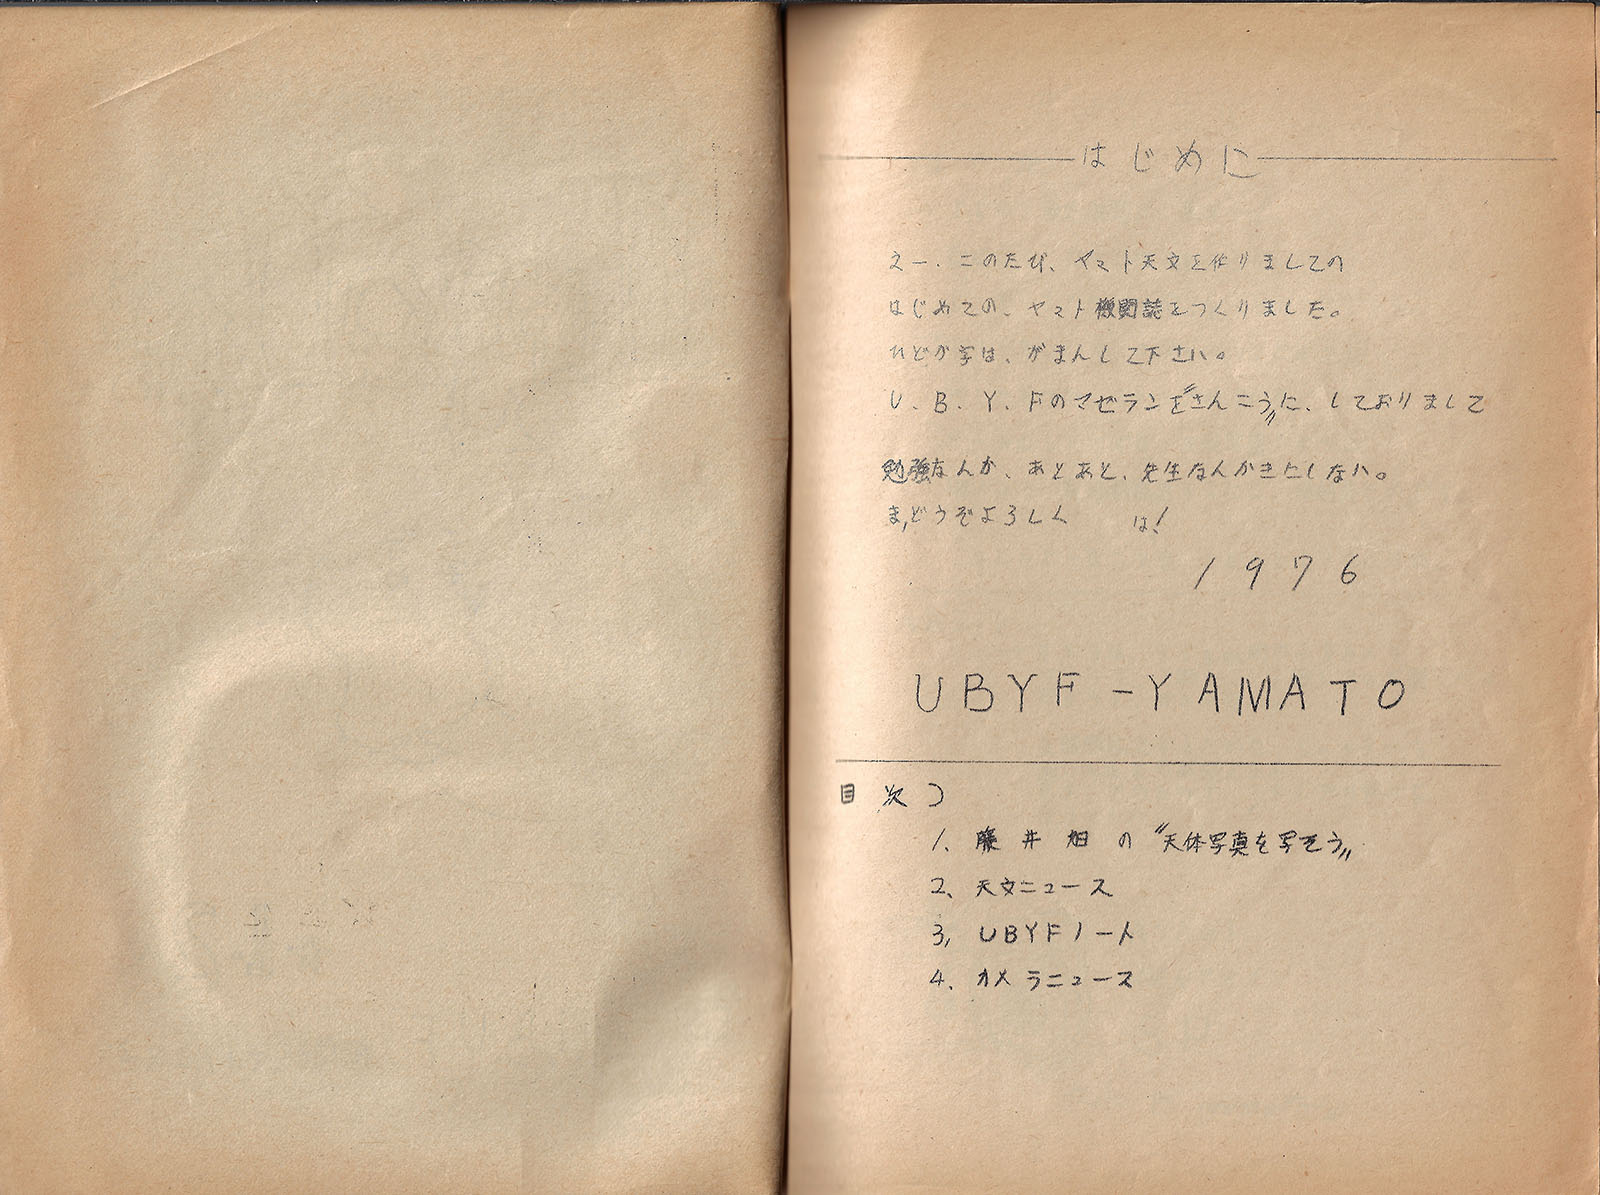 はじめに
えー.このたび、ヤマト天文を作りましての
はじめての、ヤマト機関誌をつくりました。
ひどが字は、がまんして下さい。
U.B.Y.Fのマゼランを〝さんこう〟に、しておりまして
勉強なんか、あとあと、先生なんかきたしない。
ま,どうぞよろしく は!
1976
UBYF-YAMATO
目次)
1、藤井旭の〝天体写真を写そう〟
2、天文ニュース
3, UBYFノート
4、カメラニュース